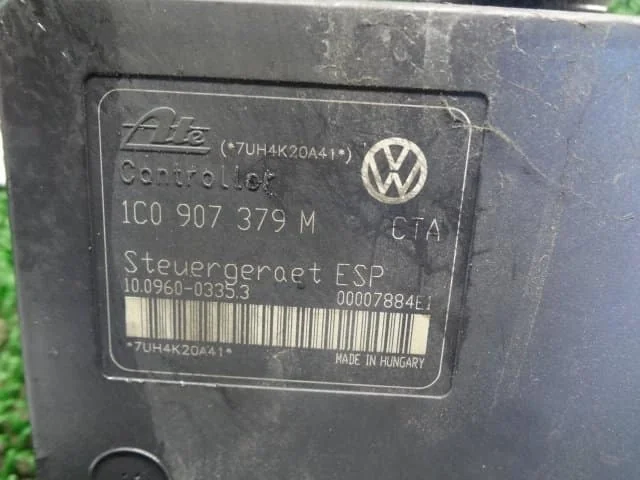 Ate (*7UH4K20A41*)
Controller
1C0 907 379 M CTA
Steuergeraet ESP
10.0960-0335.3 00007884E1
*7UH4K20A41*
MADE IN HUNGARY